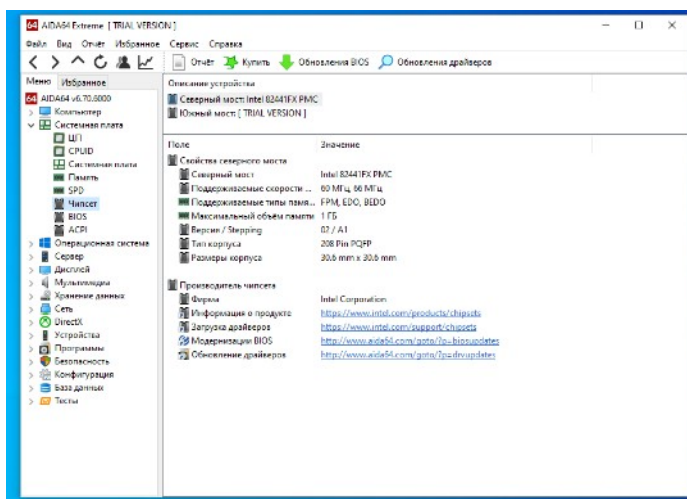 AIDA64 Extreme [ TRIAL VERSION ]
Файл Вид Отчёт Избранное Сервис Справка
Отчёт Купить Обновления BIOS Обновления драйверов
Меню Избранное
AIDA64 v6.70.6000
Компьютер
Системная плата
ЦП
CPUID
Системная плата
Память
SPD
Чипсет
BIOS
ACPI
Операционная система
Сервер
Дисплей
Мультимедиа
Хранение данных
Сеть
DirectX
Устройства
Программы
Безопасность
Конфигурация
База данных
Тесты
Описание устройства
Северный мост: Intel 82441FX PMC
Южный мост: [ TRIAL VERSION ]
Поле Значение
Свойства северного моста
Северный мост Intel 82441FX PMC
Поддерживаемые скорости ... 60 МГц, 66 МГц
Поддерживаемые типы памя... FPM, EDO, BEDO
Максимальный объём памяти 1 ГБ
Версия / Stepping 02 / A1
Тип корпуса 208 Pin PQFP
Размеры корпуса 30.6 mm x 30.6 mm
Производитель чипсета
Фирма Intel Corporation
Информация о продукте https://www.intel.com/products/chipsets
Загрузка драйверов https://www.intel.com/support/chipsets
Модернизации BIOS http://www.aida64.com/goto/?p=biosupdates
Обновление драйверов http://www.aida64.com/goto/?p=drvupdates